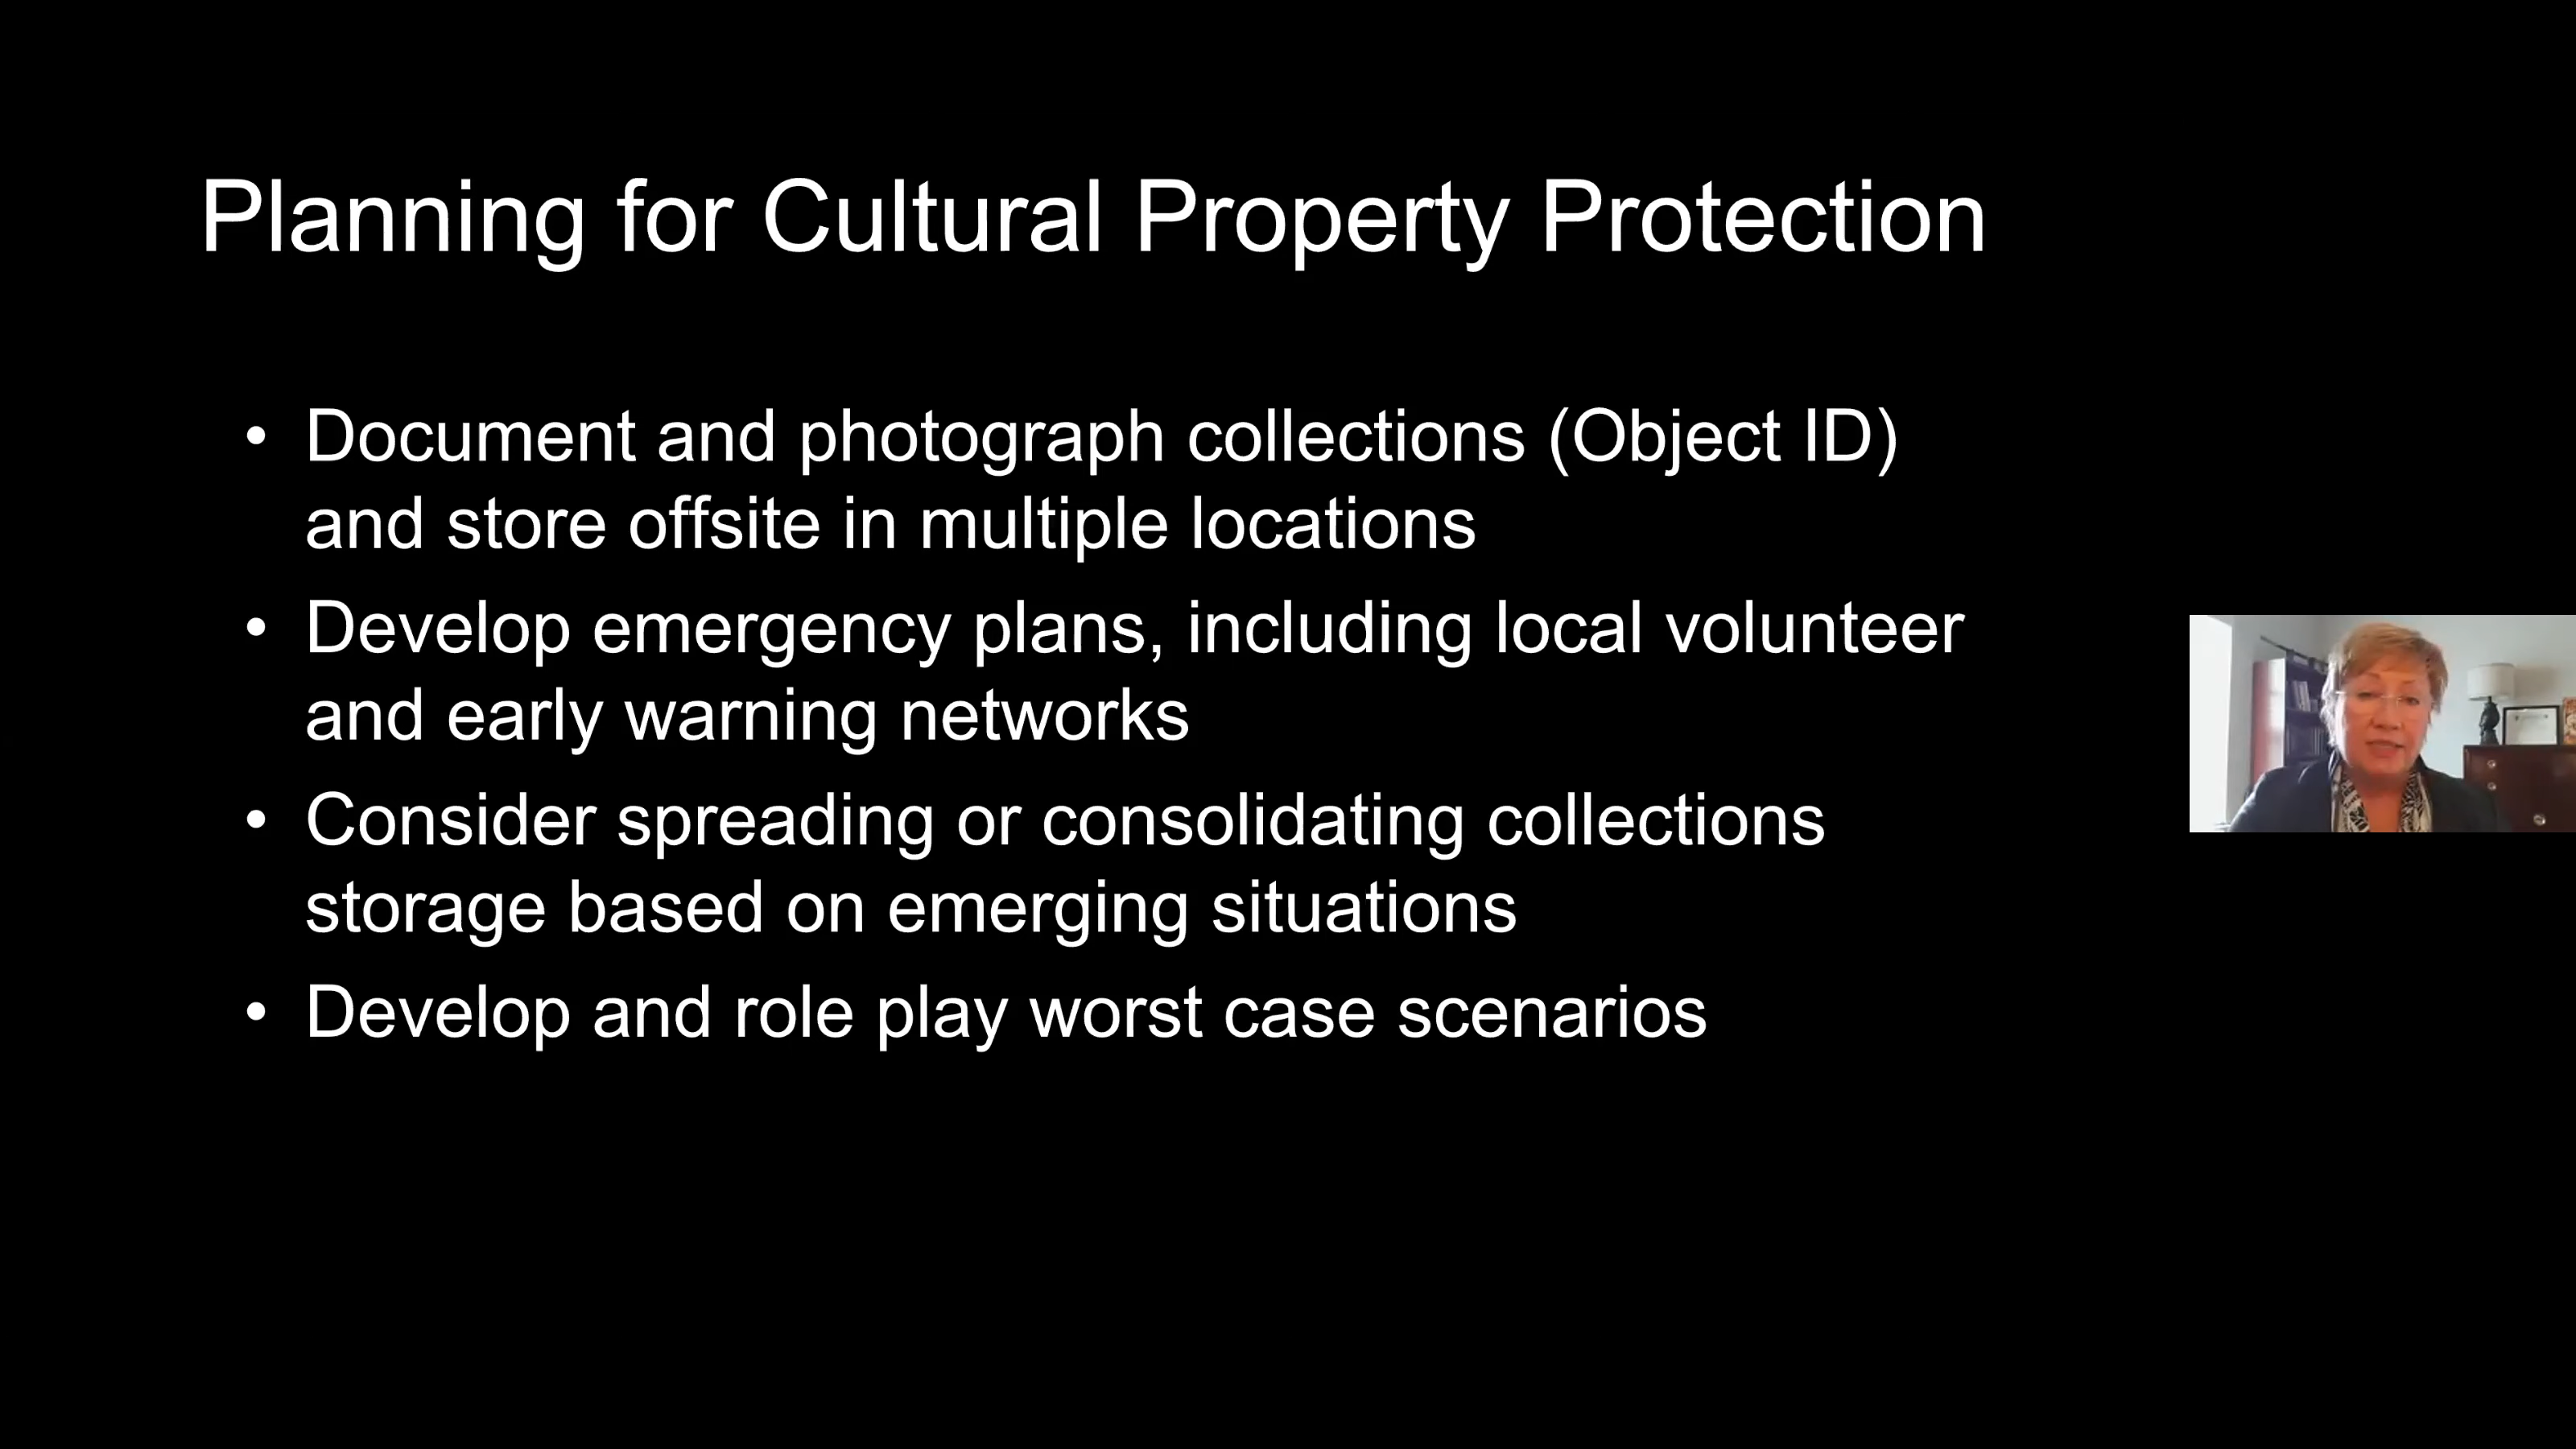 Planning for Cultural Property Protection
• Document and photograph collections (Object ID)
and store offsite in multiple locations
• Develop emergency plans, including local volunteer
and early warning networks
• Consider spreading or consolidating collections
storage based on emerging situations
• Develop and role play worst case scenarios